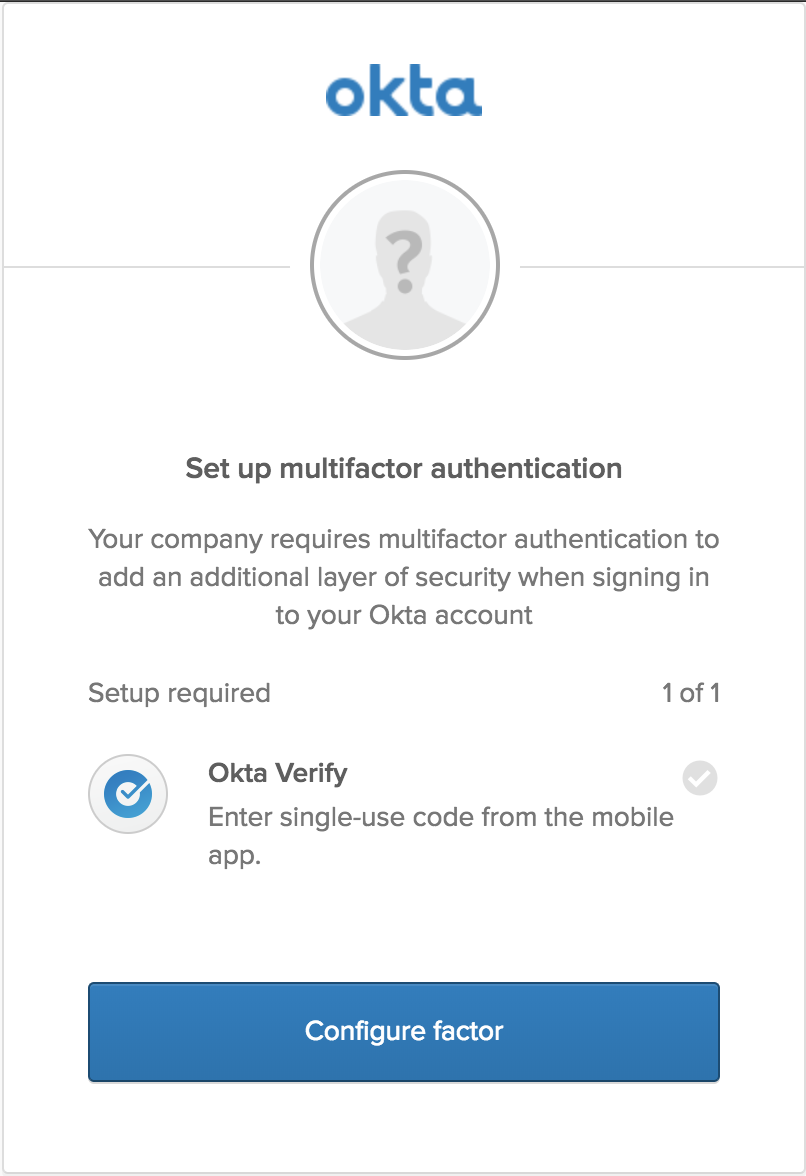 okta
?
Set up multifactor authentication
Your company requires multifactor authentication to
add an additional layer of security when signing in
to your Okta account
Setup required 1 of 1
Okta Verify
Enter single-use code from the mobile
app.
Configure factor